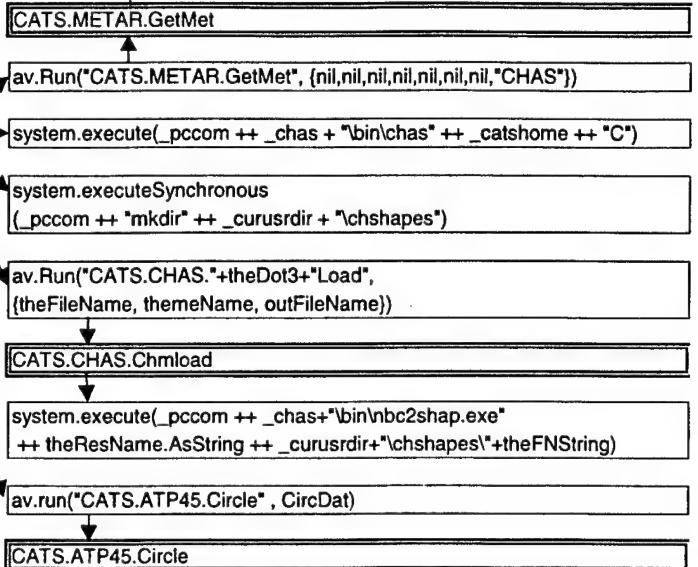 CATS.METAR.GetMet
av.Run("CATS.METAR.GetMet", {nil,nil,nil,nil,nil,nil,nil,"CHAS"})
system.execute(_pccom ++ _chas + "\bin\chas" ++ _catshome ++ "C")
system.executeSynchronous
(_pccom ++ "mkdir" ++ _curusrdir + "\chshapes")
av.Run("CATS.CHAS."+theDot3+"Load",
{theFileName, themeName, outFileName})
CATS.CHAS.Chmload
system.execute(_pccom ++ _chas+"\bin\nbc2shap.exe"
++ theResName.AsString ++ _curusrdir+"\chshapes\"+theFNString)
av.run("CATS.ATP45.Circle" , CircDat)
CATS.ATP45.Circle